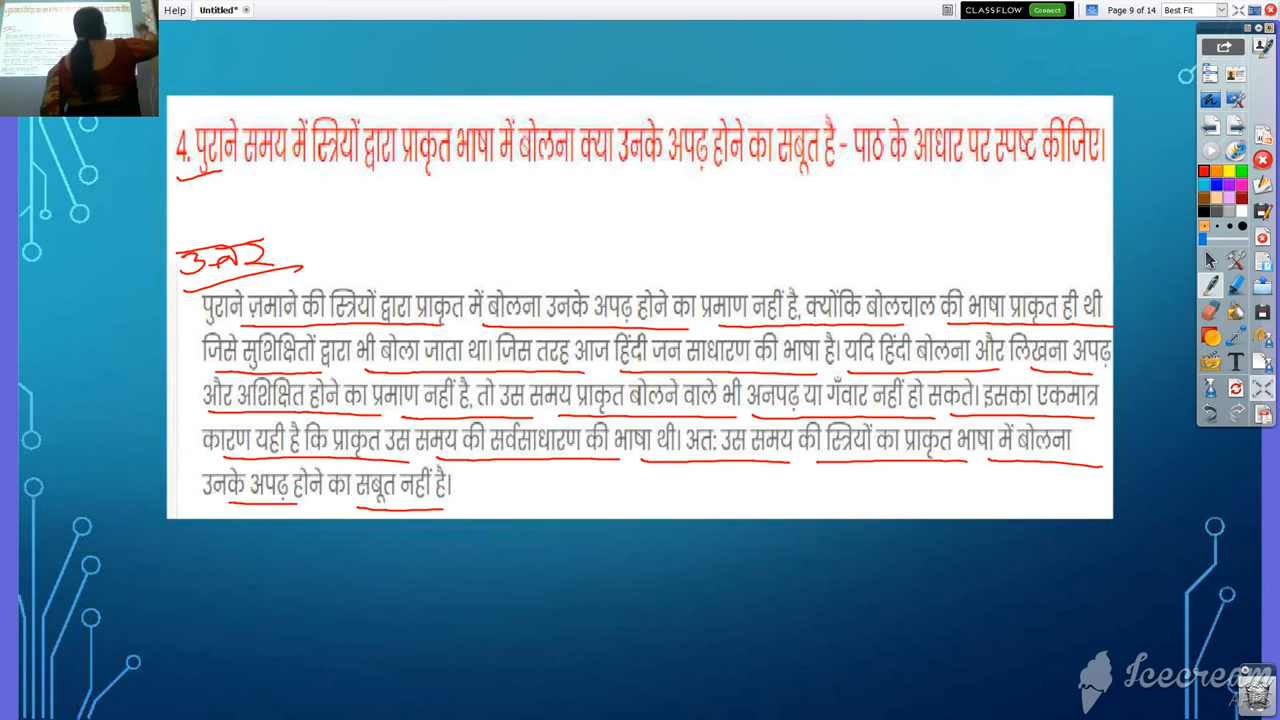 Help
Untitled*
CLASSFLOW
Connect
Page 9 of 14
Best Fit
4. पुराने समय में स्त्रियों द्वारा प्राकृत भाषा में बोलना क्या उनके अपढ़ होने का सबूत है - पाठ के आधार पर स्पष्ट कीजिए।
उत्तर
पुराने ज़माने की स्त्रियों द्वारा प्राकृत में बोलना उनके अपढ़ होने का प्रमाण नहीं है, क्योंकि बोलचाल की भाषा प्राकृत ही थी
जिसे सुशिक्षितों द्वारा भी बोला जाता था। जिस तरह आज हिंदी जन साधारण की भाषा है। यदि हिंदी बोलना और लिखना अपढ़
और अशिक्षित होने का प्रमाण नहीं है, तो उस समय प्राकृत बोलने वाले भी अनपढ़ या गँवार नहीं हो सकते। इसका एकमात्र
कारण यही है कि प्राकृत उस समय की सर्वसाधारण की भाषा थी। अत: उस समय की स्त्रियों का प्राकृत भाषा में बोलना
उनके अपढ़ होने का सबूत नहीं है।
Icecream
APPS